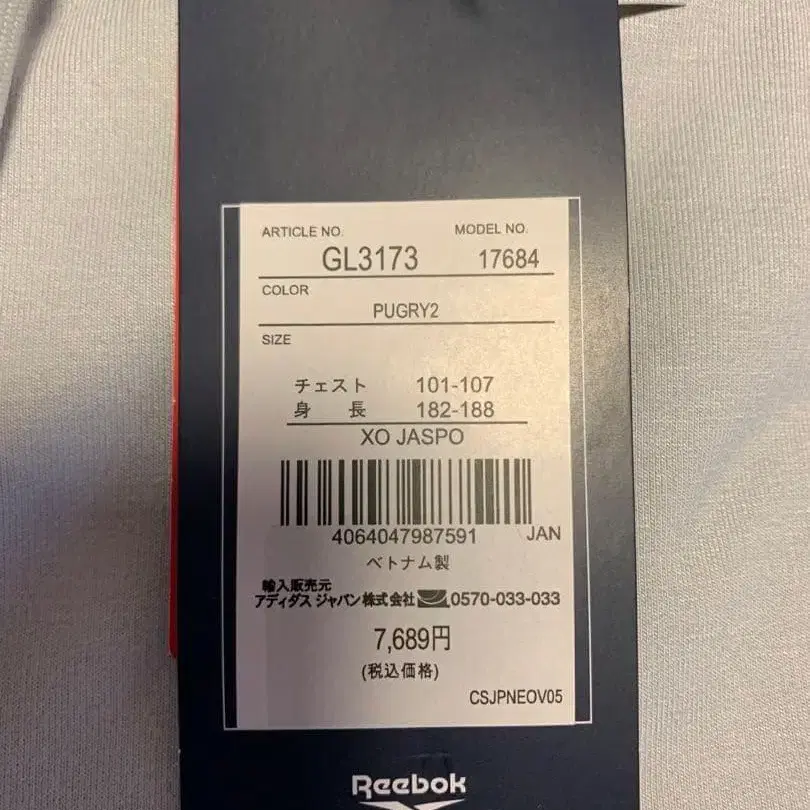 ARTICLE NO. MODEL NO.
GL3173 17684
COLOR
PUGRY2
SIZE
チェスト 101-107
身 長 182-188
XO JASPO
4064047987591 JAN
ベトナム製
輸入販売元
アディダス ジャパン株式会社 0570-033-033
7,689円
(税込価格)
CSJPNEOV05
Reebok